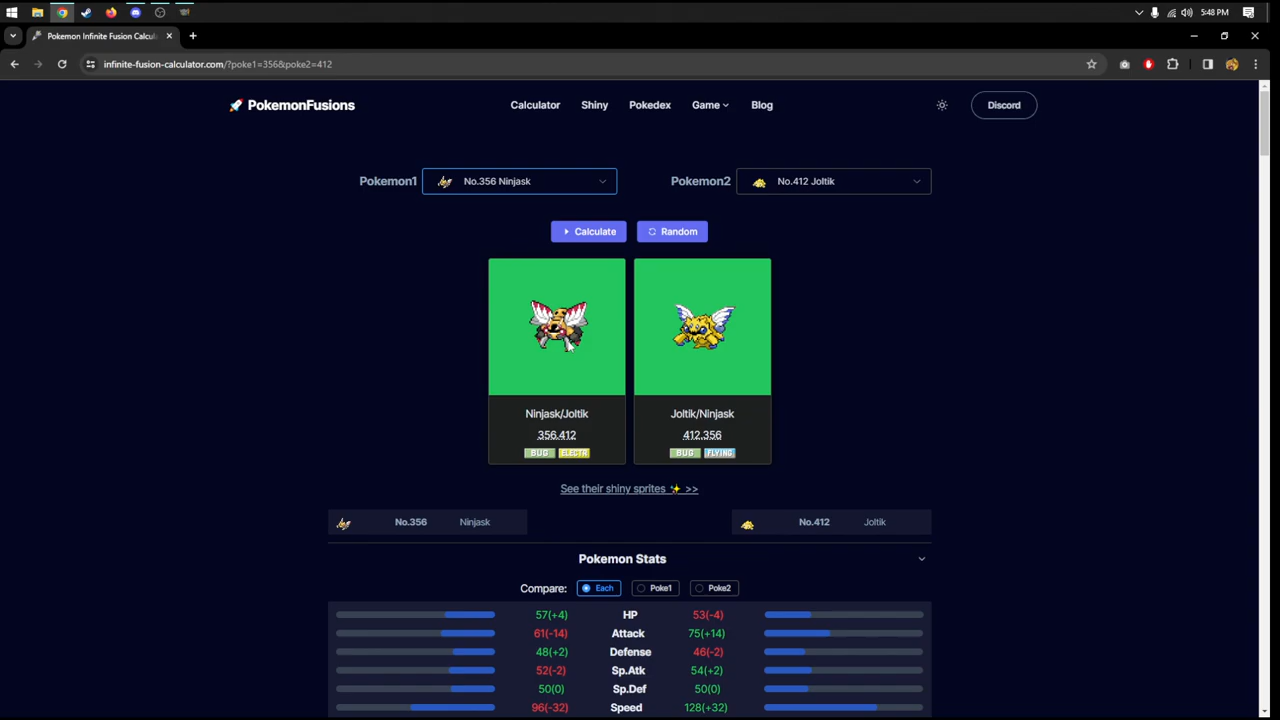 5:48 PM
Pokemon Infinite Fusion Calcul
infinite-fusion-calculator.com/?poke1=356&poke2=412
PokemonFusions
Calculator Shiny Pokedex Game Blog
Discord
Pokemon1 No.356 Ninjask
Pokemon2 No.412 Joltik
Calculate Random
Ninjask/Joltik
356.412
BUG ELECTR
Joltik/Ninjask
412.356
BUG FLYING
See their shiny sprites ✨ >>
No.356 Ninjask
No.412 Joltik
Pokemon Stats
Compare: Each Poke1 Poke2
57(+4) HP 53(-4)
61(-14) Attack 75(+14)
48(+2) Defense 46(-2)
52(-2) Sp.Atk 54(+2)
50(0) Sp.Def 50(0)
96(-32) Speed 128(+32)